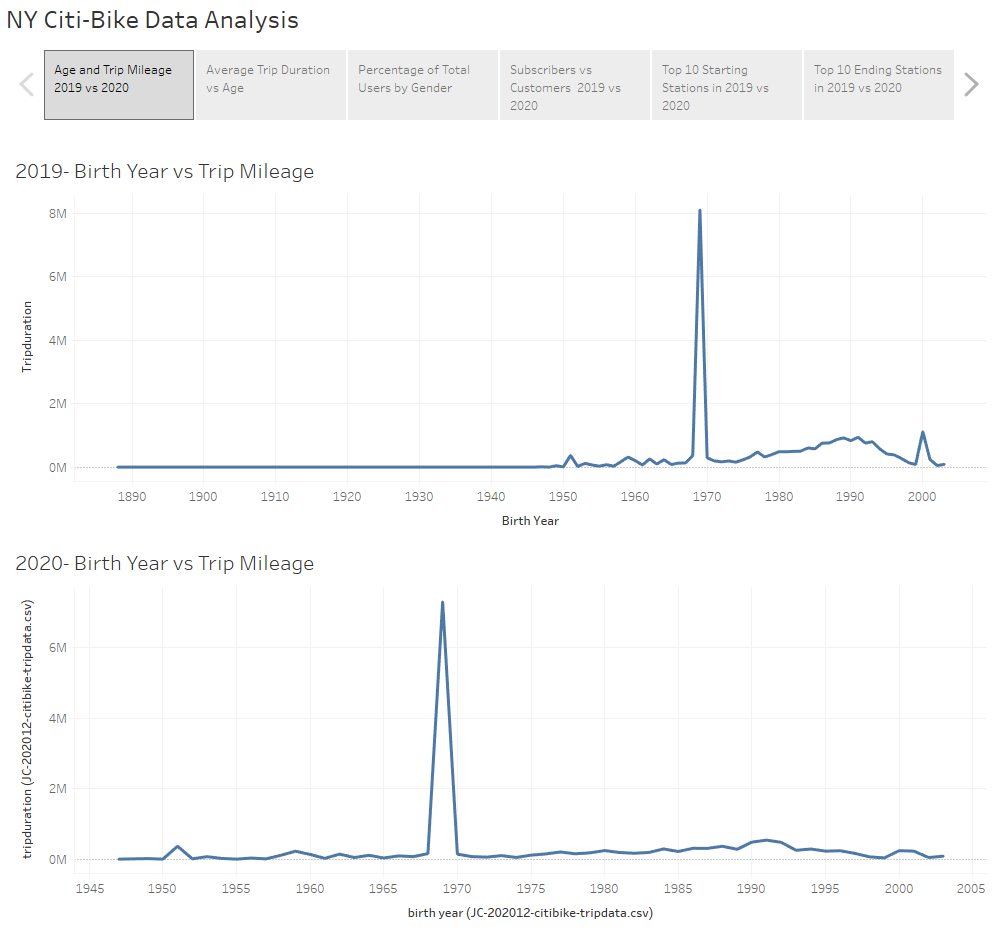 NY Citi-Bike Data Analysis
Age and Trip Mileage
2019 vs 2020
Average Trip Duration
vs Age
Percentage of Total
Users by Gender
Subscribers vs
Customers 2019 vs
2020
Top 10 Starting
Stations in 2019 vs
2020
Top 10 Ending Stations
in 2019 vs 2020
2019- Birth Year vs Trip Mileage
Tripduration
8M
6M
4M
2M
0M
1890 1900 1910 1920 1930 1940 1950 1960 1970 1980 1990 2000
Birth Year
2020- Birth Year vs Trip Mileage
tripduration (JC-202012-citibike-tripdata.csv)
6M
4M
2M
0M
1945 1950 1955 1960 1965 1970 1975 1980 1985 1990 1995 2000 2005
birth year (JC-202012-citibike-tripdata.csv)